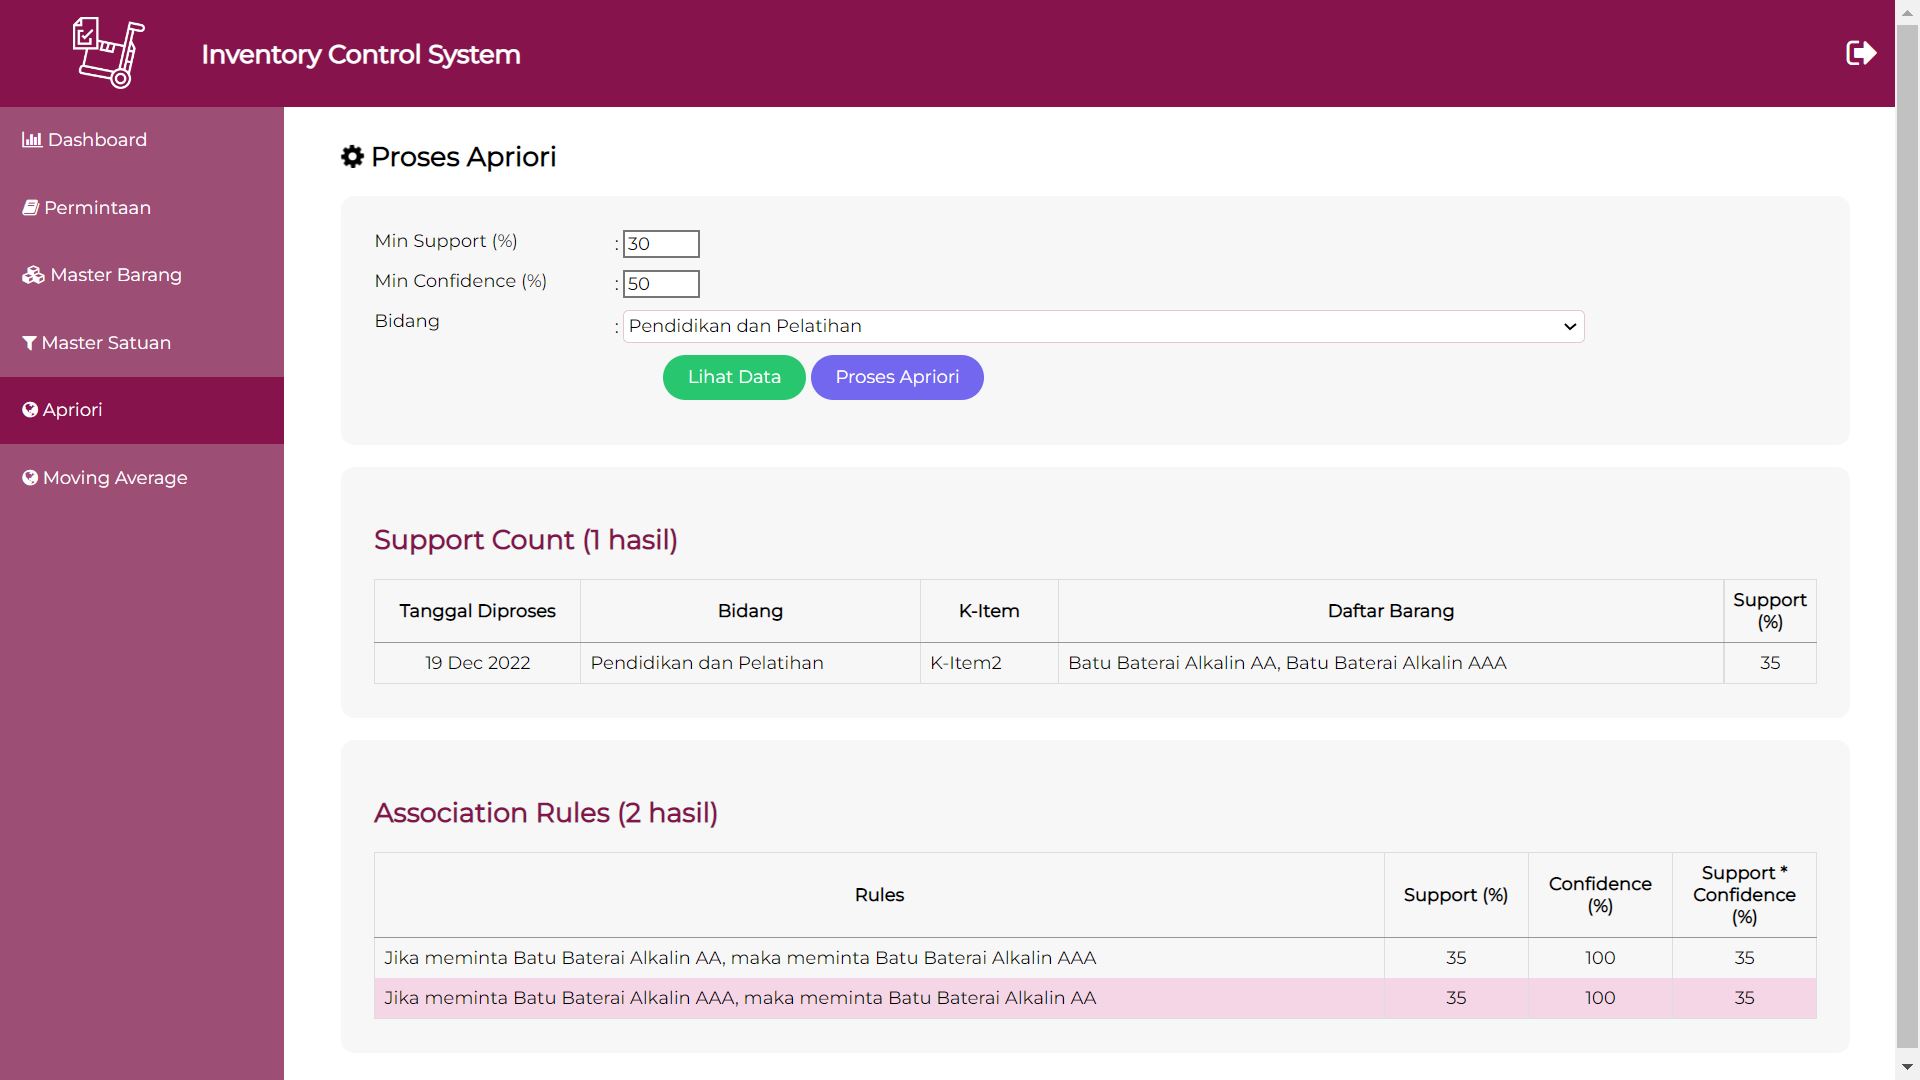 Inventory Control System
Dashboard
Permintaan
Master Barang
Master Satuan
Apriori
Moving Average
Proses Apriori
Min Support (%) : 30
Min Confidence (%) : 50
Bidang : Pendidikan dan Pelatihan
Lihat Data Proses Apriori
Support Count (1 hasil)
Tanggal Diproses Bidang K-Item Daftar Barang Support (%)
19 Dec 2022 Pendidikan dan Pelatihan K-Item2 Batu Baterai Alkalin AA, Batu Baterai Alkalin AAA 35
Association Rules (2 hasil)
Rules Support (%) Confidence (%) Support * Confidence (%)
Jika meminta Batu Baterai Alkalin AA, maka meminta Batu Baterai Alkalin AAA 35 100 35
Jika meminta Batu Baterai Alkalin AAA, maka meminta Batu Baterai Alkalin AA 35 100 35